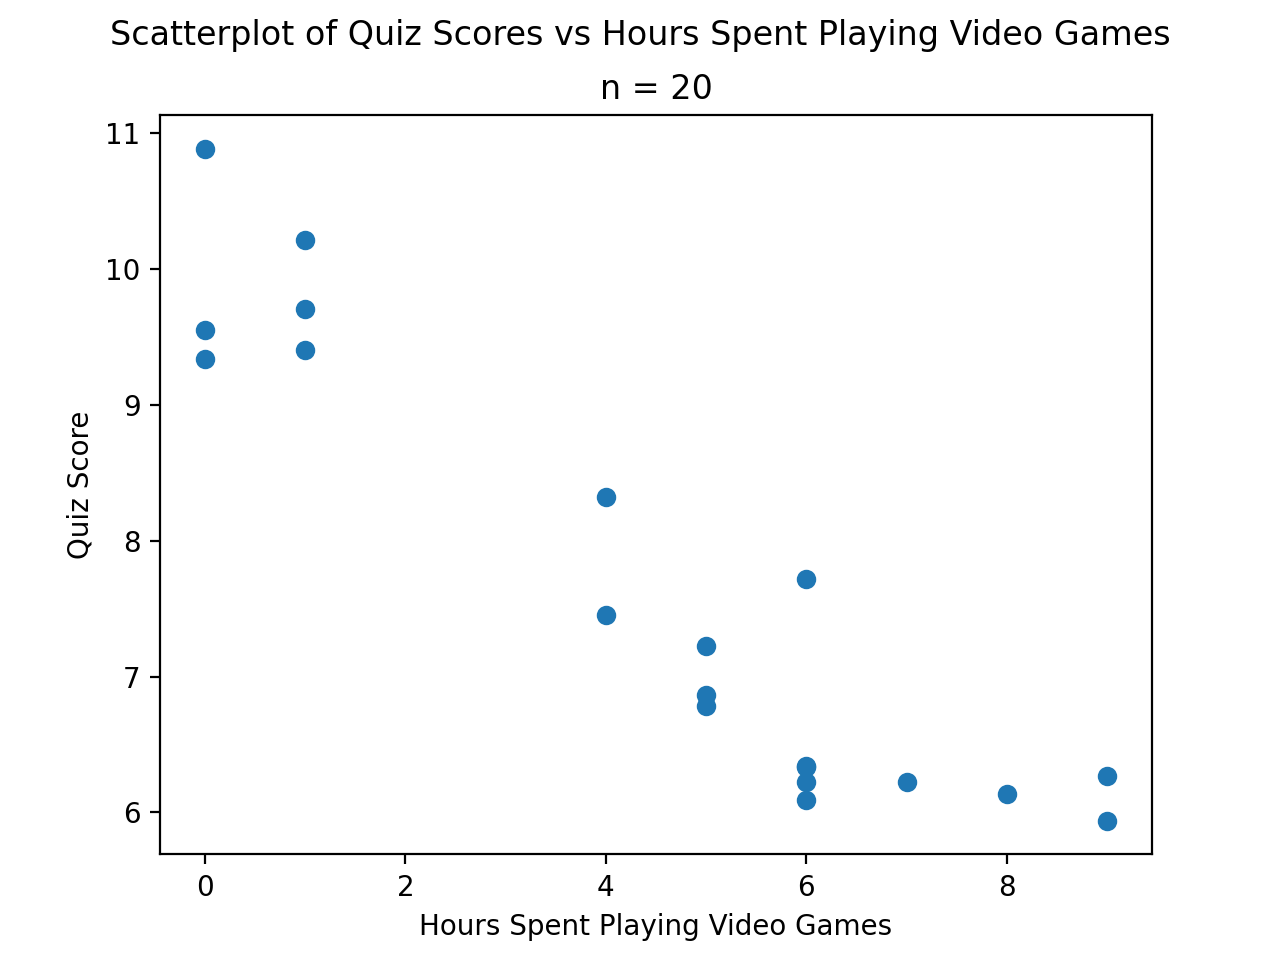 Scatterplot of Quiz Scores vs Hours Spent Playing Video Games
n = 20
11
10
9
8
7
6
Quiz Score
0 2 4 6 8
Hours Spent Playing Video Games